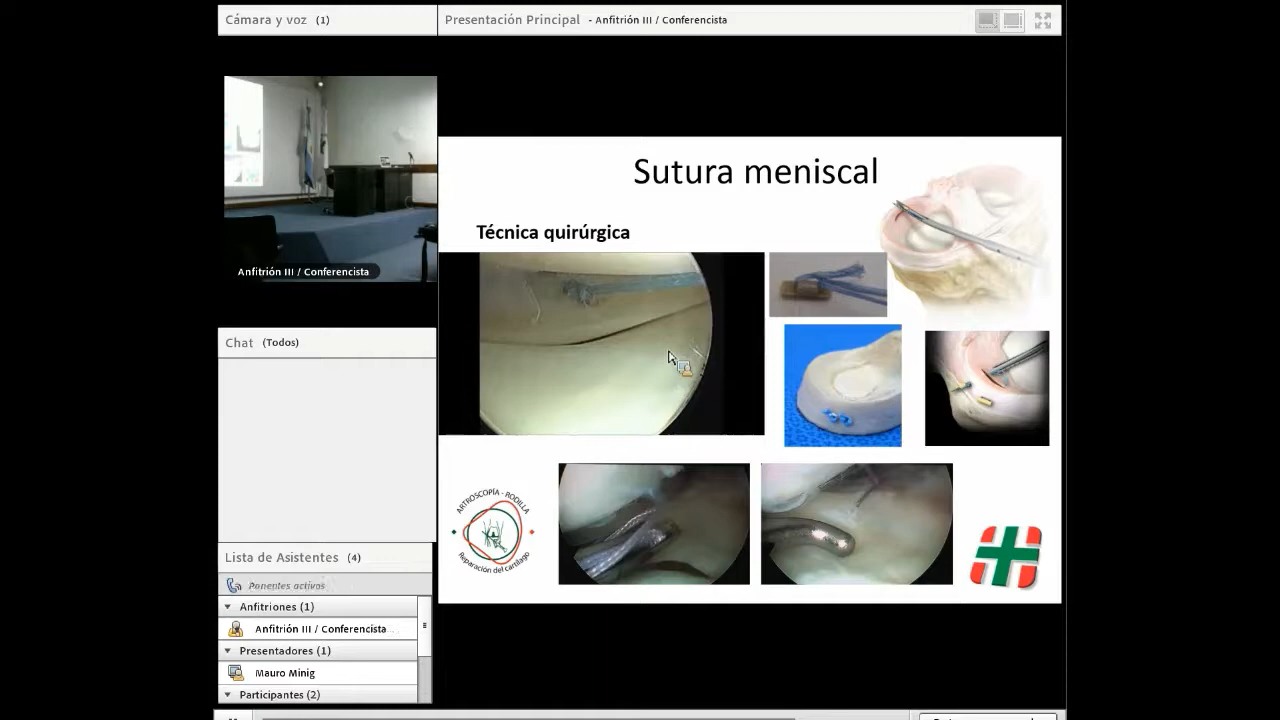 Cámara y voz (1)
Presentación Principal - Anfitrión III / Conferencista
Anfitrión III / Conferencista
Sutura meniscal
Técnica quirúrgica
ARTROSCOPÍA - RODILLA
Reparación del cartílago
Chat (Todos)
Lista de Asistentes (4)
Ponentes activos
Anfitriones (1)
Anfitrión III / Conferencista
Presentadores (1)
Mauro Minig
Participantes (2)